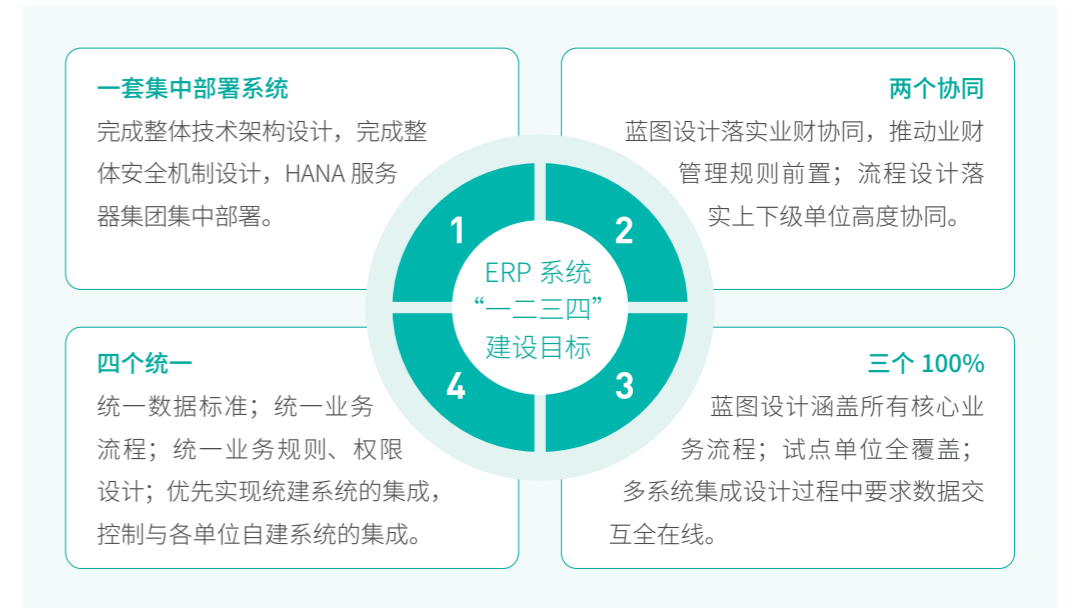 一套集中部署系统
完成整体技术架构设计，完成整
体安全机制设计，HANA 服务
器集团集中部署。
两个协同
蓝图设计落实业财协同，推动业财
管理规则前置；流程设计落
实上下级单位高度协同。
1
2
ERP 系统
“一二三四”
建设目标
4
3
四个统一
统一数据标准；统一业务
流程；统一业务规则、权限
设计；优先实现统建系统的集成，
控制与各单位自建系统的集成。
三个 100%
蓝图设计涵盖所有核心业
务流程；试点单位全覆盖；
多系统集成设计过程中要求数据交
互全在线。